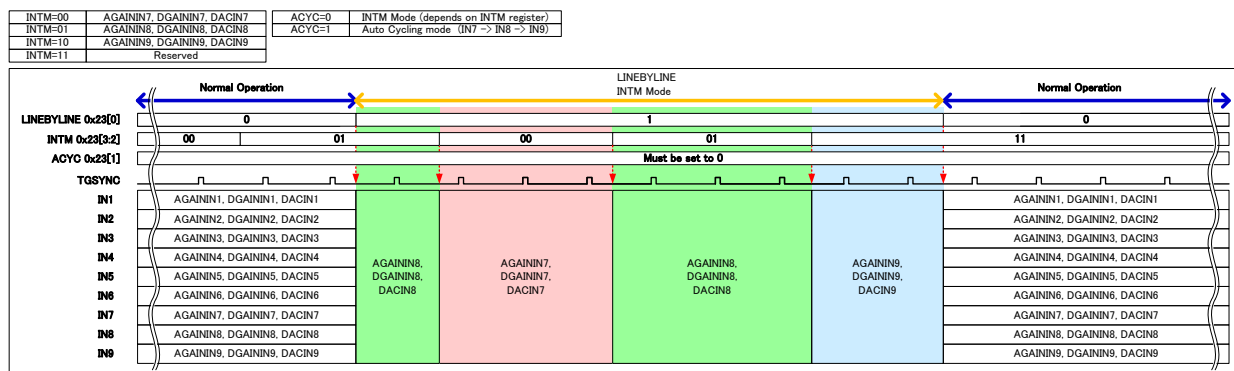 INTM=00 AGAININ7, DGAININ7, DACIN7 ACYC=0 INTM Mode (depends on INTM register)
INTM=01 AGAININ8, DGAININ8, DACIN8 ACYC=1 Auto Cycling mode (IN7 -> IN8 -> IN9)
INTM=10 AGAININ9, DGAININ9, DACIN9
INTM=11 Reserved
LINEBYLINE
Normal Operation INTM Mode Normal Operation
LINEBYLINE 0x23[0] 0 1 0
INTM 0x23[3:2] 00 01 00 01 11
ACYC 0x23[1] Must be set to 0
TGSYNC
IN1 AGAININ1, DGAININ1, DACIN1 AGAININ1, DGAININ1, DACIN1
IN2 AGAININ2, DGAININ2, DACIN2 AGAININ2, DGAININ2, DACIN2
IN3 AGAININ3, DGAININ3, DACIN3 AGAININ3, DGAININ3, DACIN3
IN4 AGAININ4, DGAININ4, DACIN4 AGAININ8, AGAININ7, AGAININ8, AGAININ9, AGAININ4, DGAININ4, DACIN4
IN5 AGAININ5, DGAININ5, DACIN5 DGAININ8, DGAININ7, DGAININ8, DGAININ9, AGAININ5, DGAININ5, DACIN5
IN6 AGAININ6, DGAININ6, DACIN6 DACIN8 DACIN7 DACIN8 DACIN9 AGAININ6, DGAININ6, DACIN6
IN7 AGAININ7, DGAININ7, DACIN7 AGAININ7, DGAININ7, DACIN7
IN8 AGAININ8, DGAININ8, DACIN8 AGAININ8, DGAININ8, DACIN8
IN9 AGAININ9, DGAININ9, DACIN9 AGAININ9, DGAININ9, DACIN9